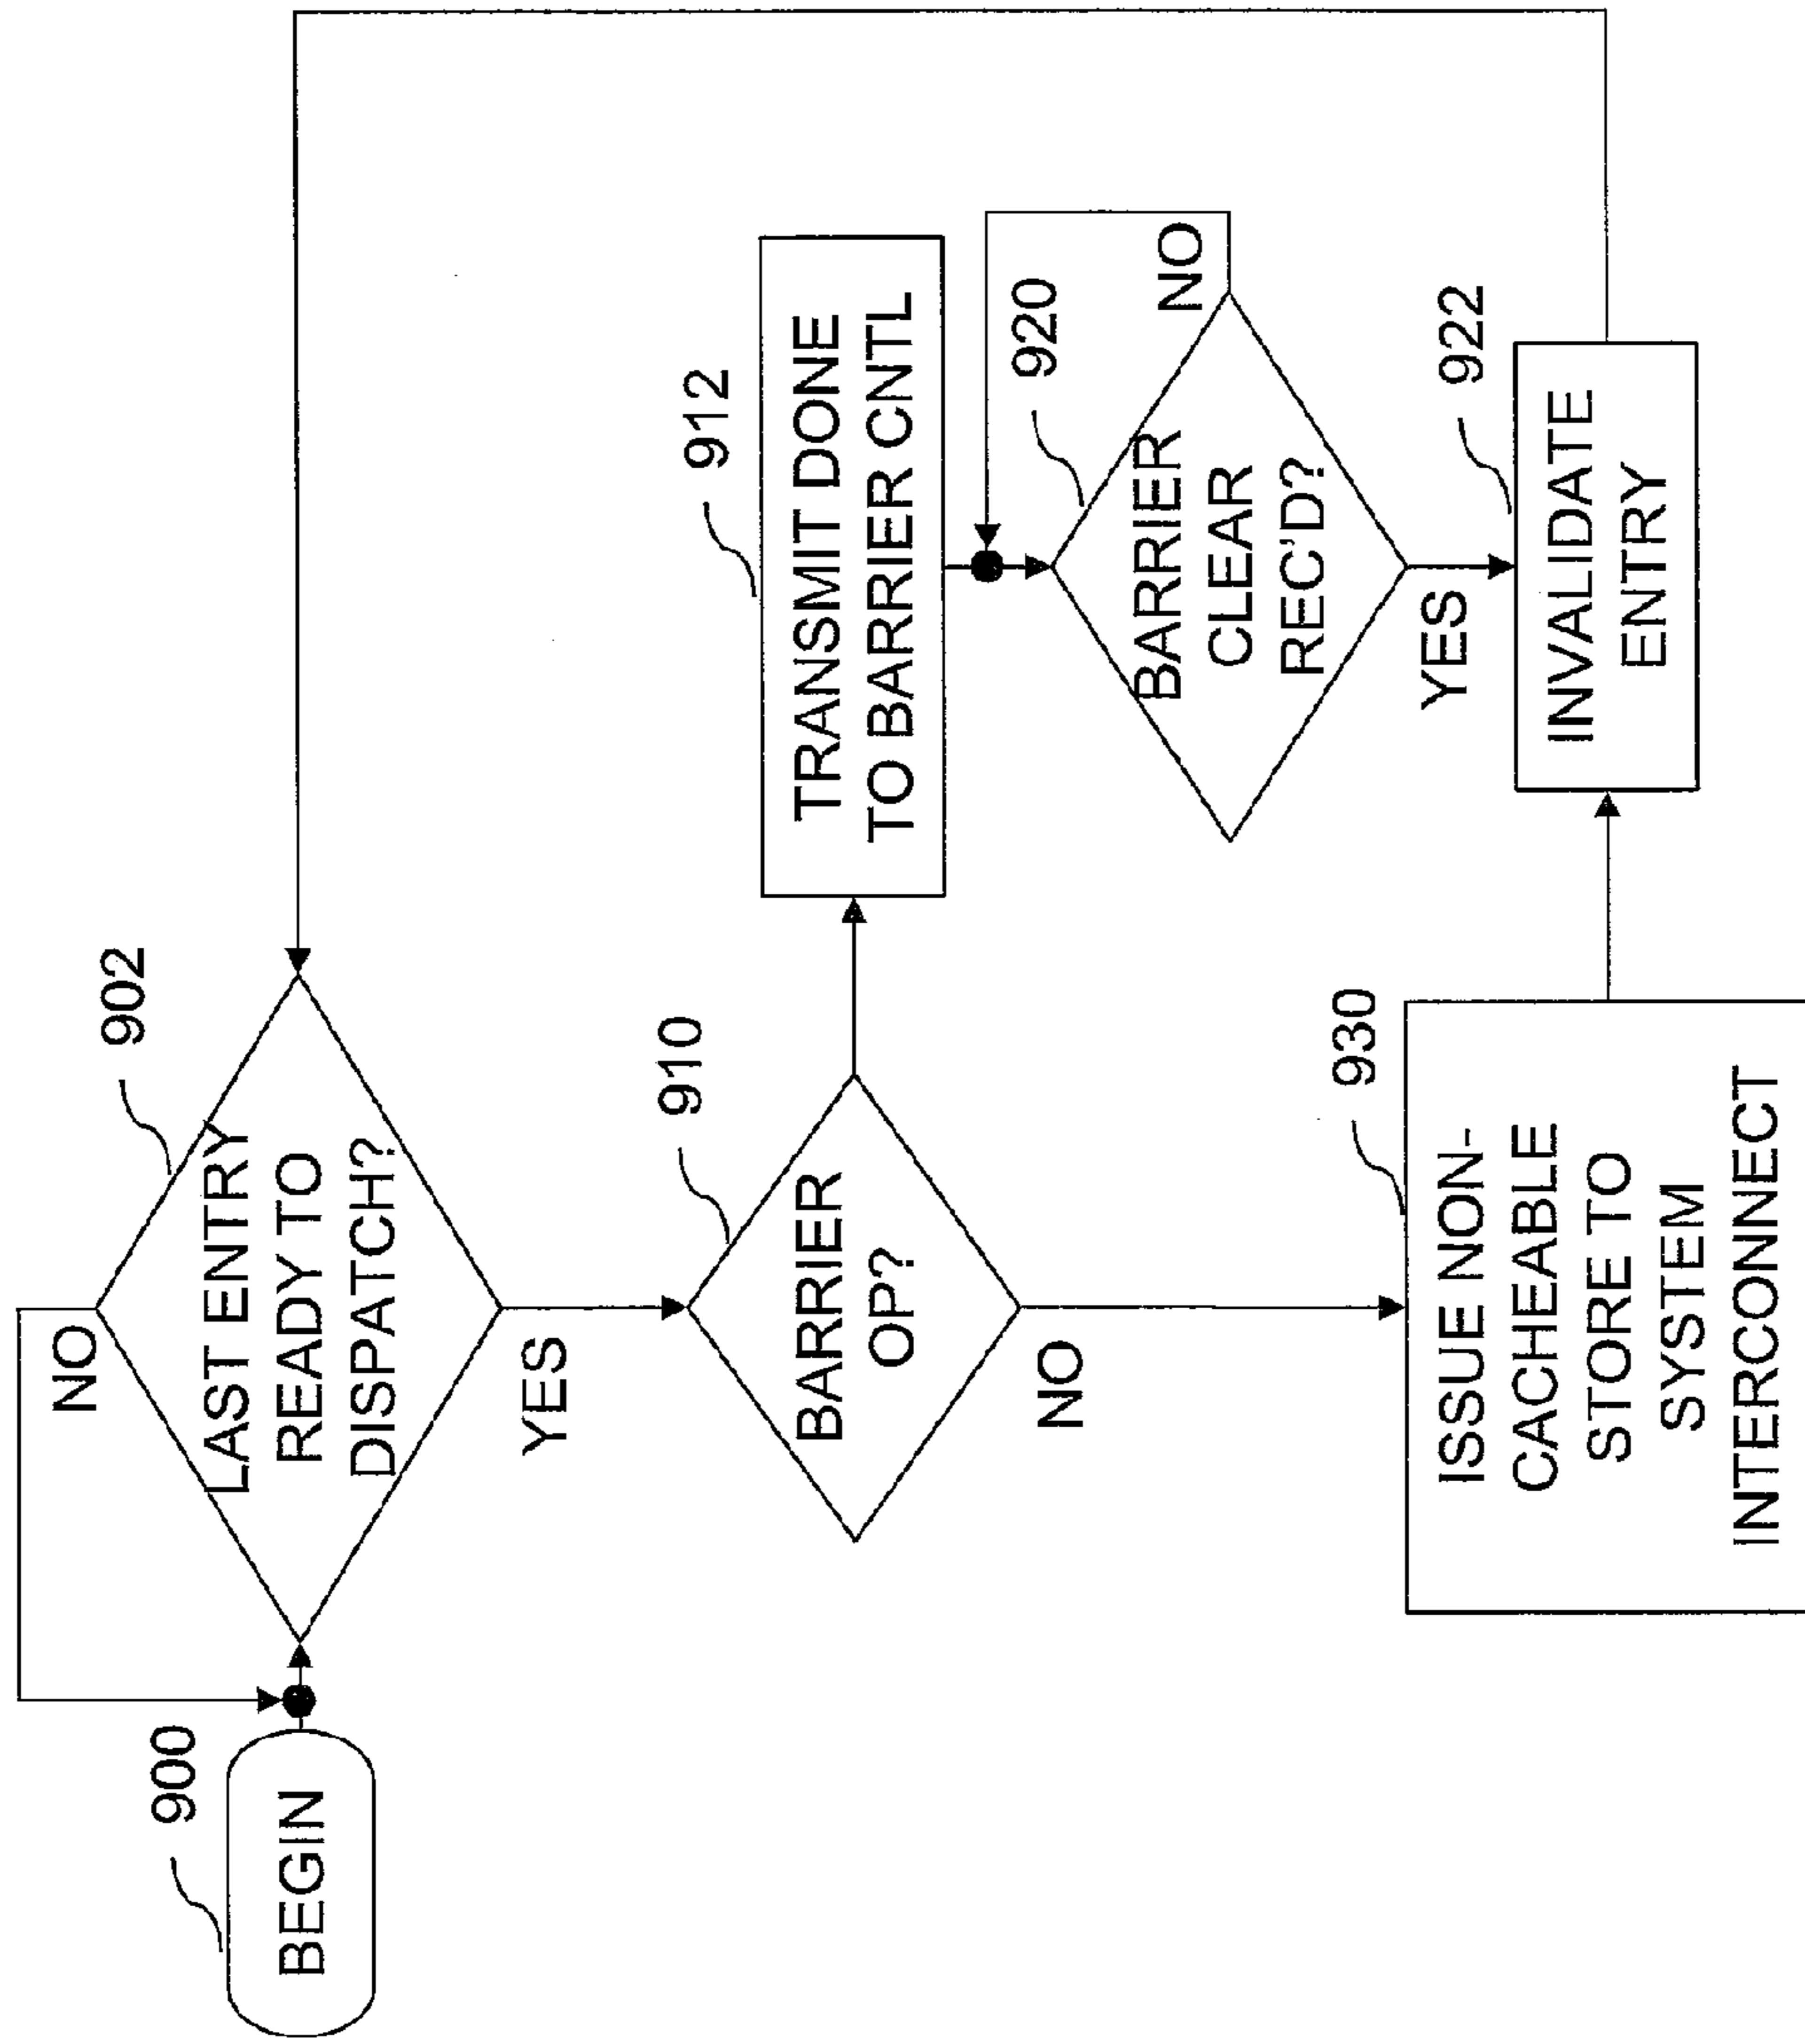 900
BEGIN
NO
902
LAST ENTRY
READY TO
DISPATCH?
YES
910
BARRIER
OP?
NO
912
TRANSMIT DONE
TO BARRIER CNTL
920
BARRIER
CLEAR
REC'D?
NO
YES
922
INVALIDATE
ENTRY
930
ISSUE NON-
CACHEABLE
STORE TO
SYSTEM
INTERCONNECT